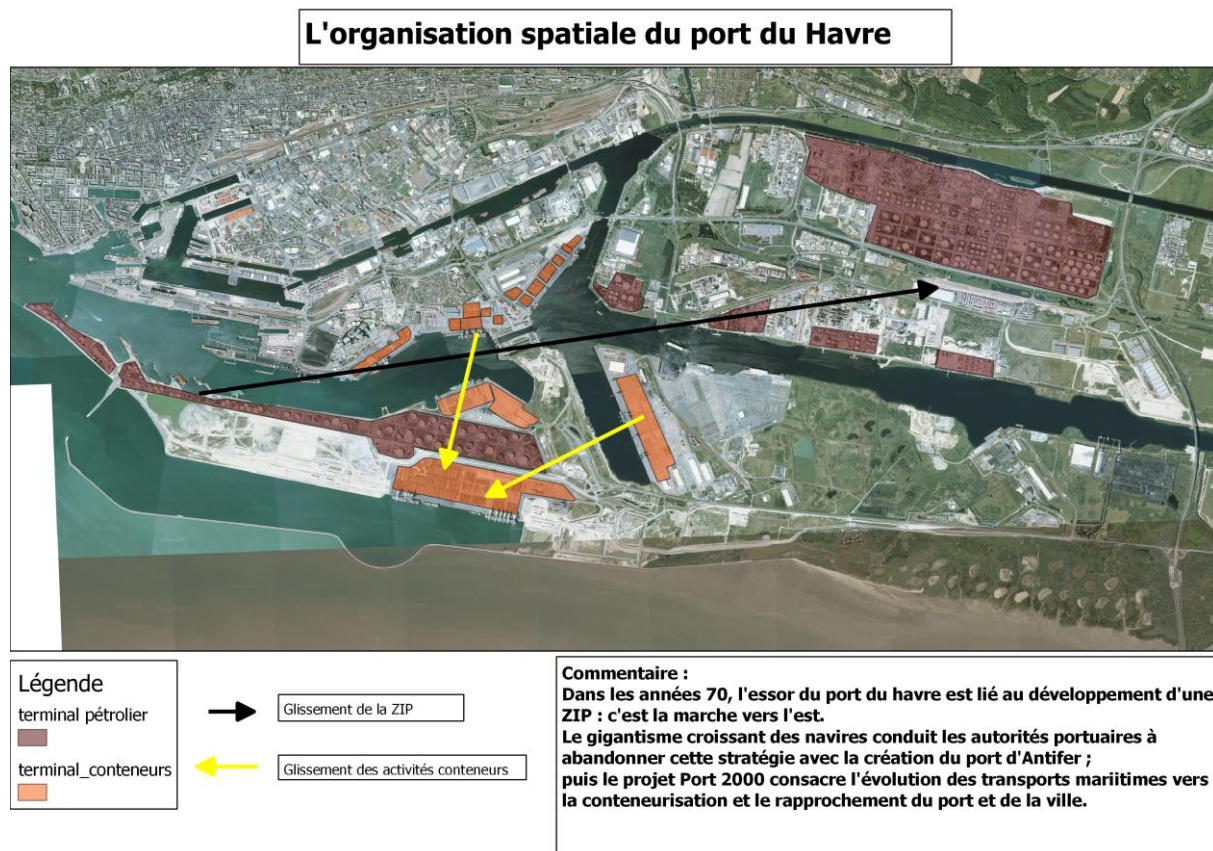 L'organisation spatiale du port du Havre
Légende
terminal pétrolier
terminal_conteneurs
Glissement de la ZIP
Glissement des activités conteneurs
Commentaire :
Dans les années 70, l'essor du port du havre est lié au développement d'une
ZIP : c'est la marche vers l'est.
Le gigantisme croissant des navires conduit les autorités portuaires à
abandonner cette stratégie avec la création du port d'Antifer ;
puis le projet Port 2000 consacre l'évolution des transports mariitimes vers
la conteneurisation et le rapprochement du port et de la ville.